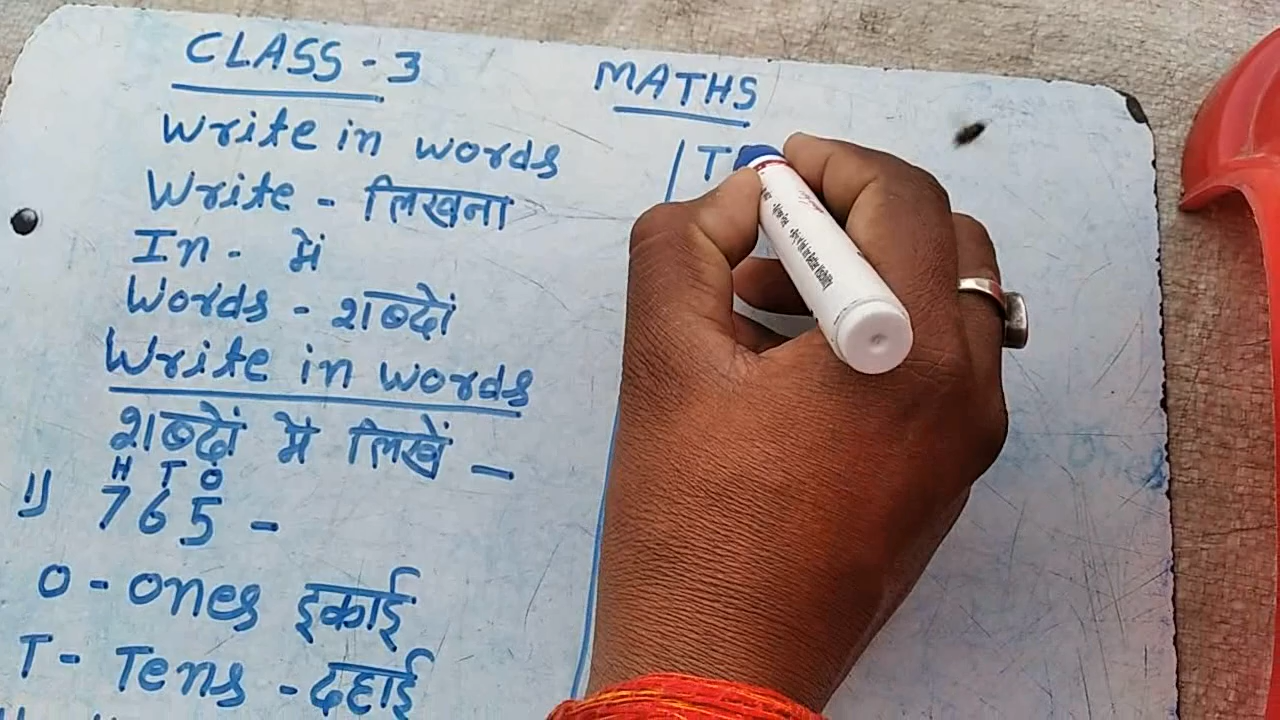 CLASS - 3
MATHS
Write in words
Write - लिखना
In - में
Words - शब्दों
Write in words
शब्दों में लिखें -
H T O
1) 765 -
O - Ones इकाई
T - Tens - दहाई
T